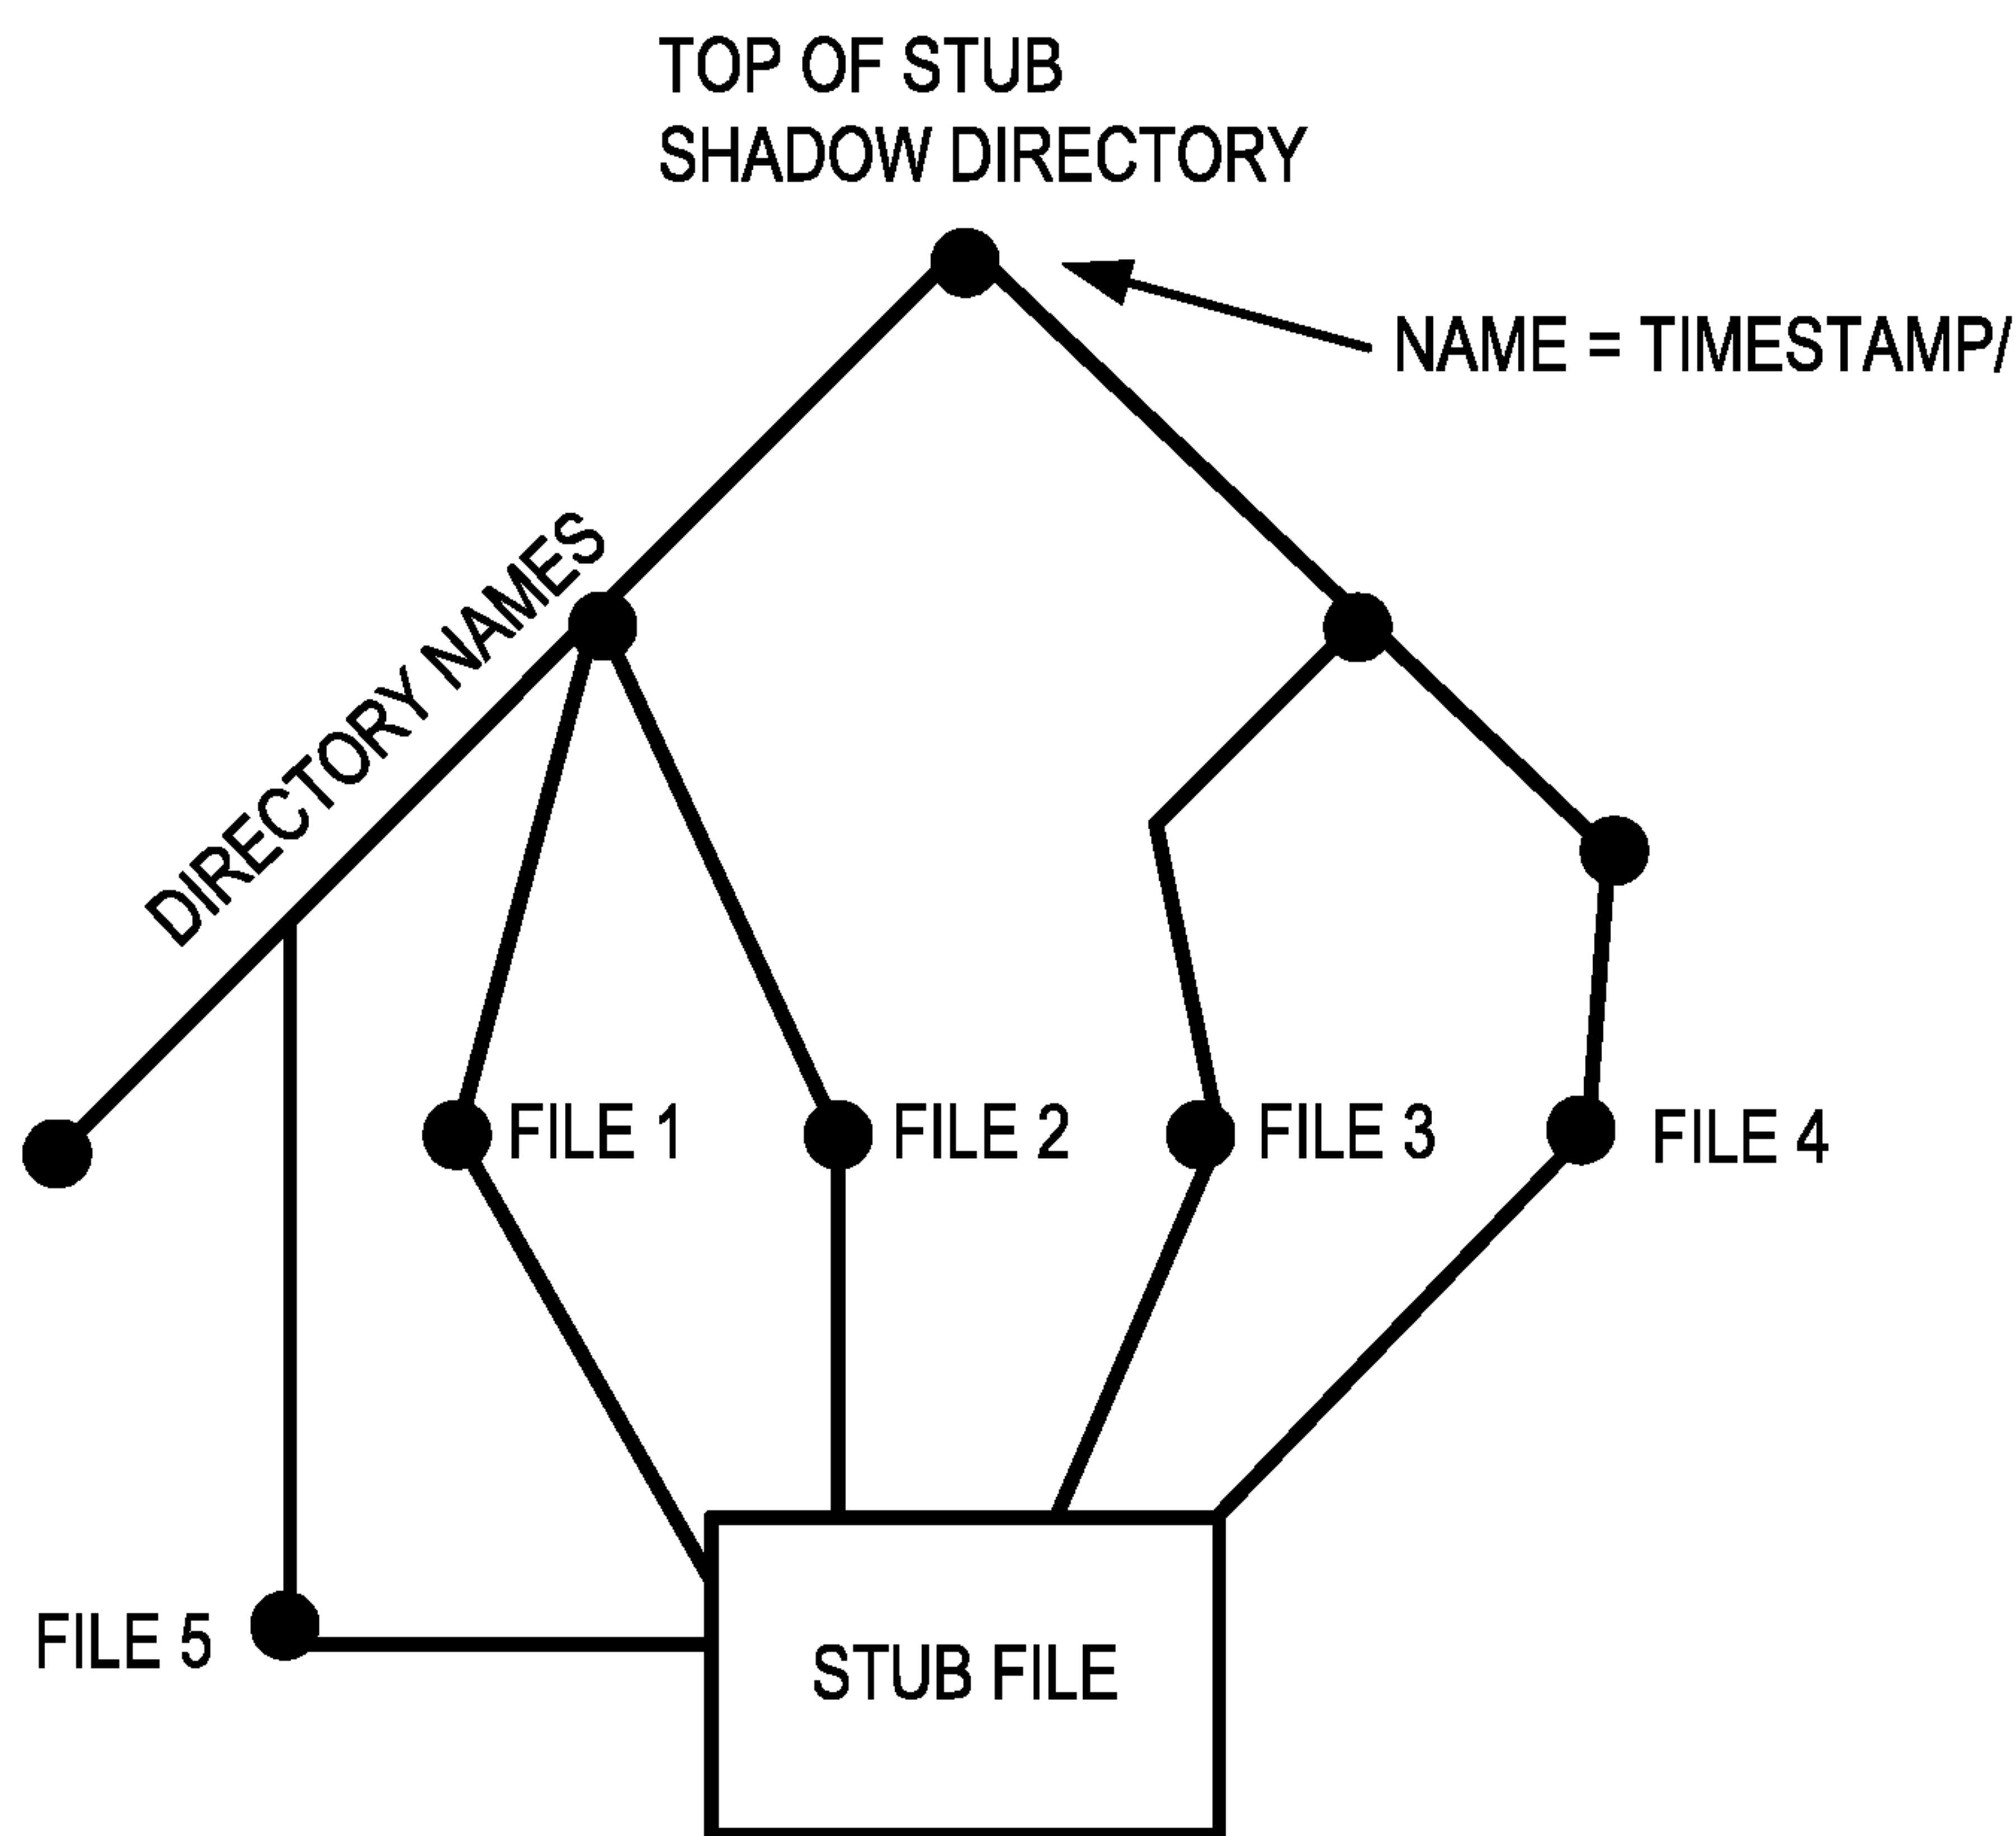 TOP OF STUB
SHADOW DIRECTORY
NAME = TIMESTAMP/
DIRECTORY NAMES
FILE 1
FILE 2
FILE 3
FILE 4
FILE 5
STUB FILE